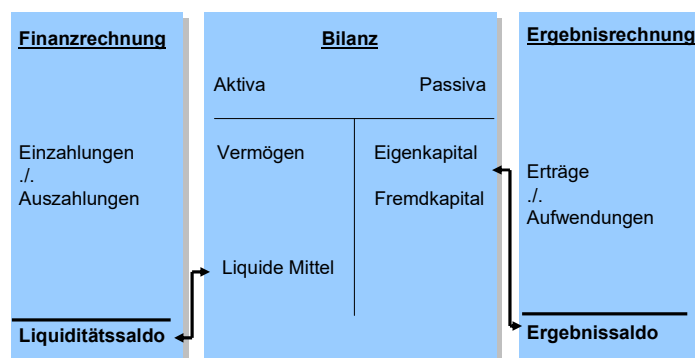 Finanzrechnung
Einzahlungen
./.
Auszahlungen
Liquiditätssaldo
Bilanz
Aktiva Passiva
Vermögen Eigenkapital
Fremdkapital
Liquide Mittel
Ergebnisrechnung
Erträge
./.
Aufwendungen
Ergebnissaldo